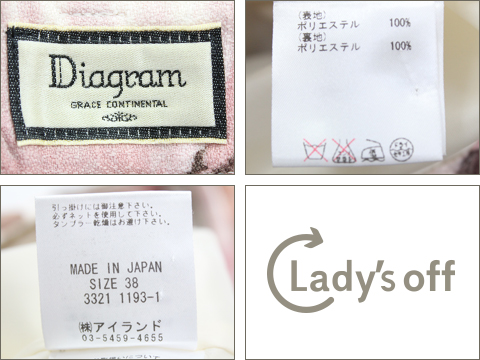 Diagram
GRACE CONTINENTAL
(表地)
ポリエステル 100%
(裏地)
ポリエステル 100%
引っ掛けには御注意下さい。
必ずネットを使用して下さい。
タンブラー乾燥はお避け下さい。
MADE IN JAPAN
SIZE 38
3321 1193-1
(株)アイランド
03-5459-4655
Lady's off